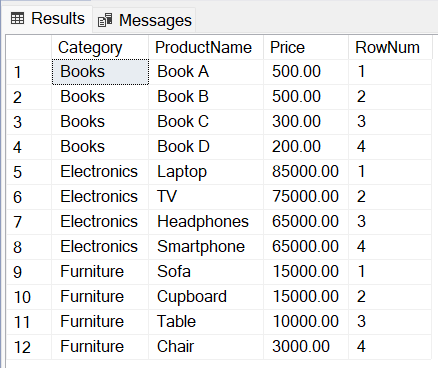 Results Messages
Category ProductName Price RowNum
1 Books Book A 500.00 1
2 Books Book B 500.00 2
3 Books Book C 300.00 3
4 Books Book D 200.00 4
5 Electronics Laptop 85000.00 1
6 Electronics TV 75000.00 2
7 Electronics Headphones 65000.00 3
8 Electronics Smartphone 65000.00 4
9 Furniture Sofa 15000.00 1
10 Furniture Cupboard 15000.00 2
11 Furniture Table 10000.00 3
12 Furniture Chair 3000.00 4